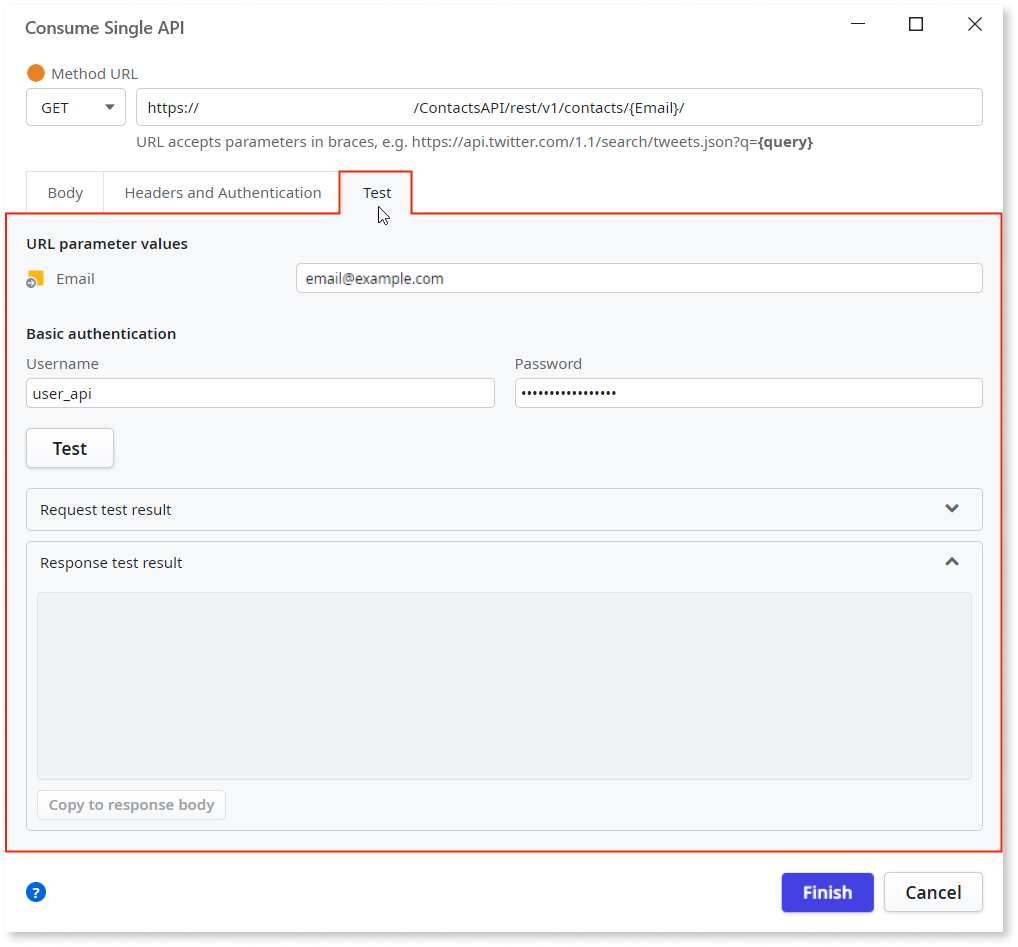 Consume Single API
Method URL
GET
https:// /ContactsAPI/rest/v1/contacts/{Email}/
URL accepts parameters in braces, e.g. https://api.twitter.com/1.1/search/tweets.json?q={query}
Body Headers and Authentication Test
URL parameter values
Email email@example.com
Basic authentication
Username Password
user_api •••••••••••••••••
Test
Request test result
Response test result
Copy to response body
? Finish Cancel